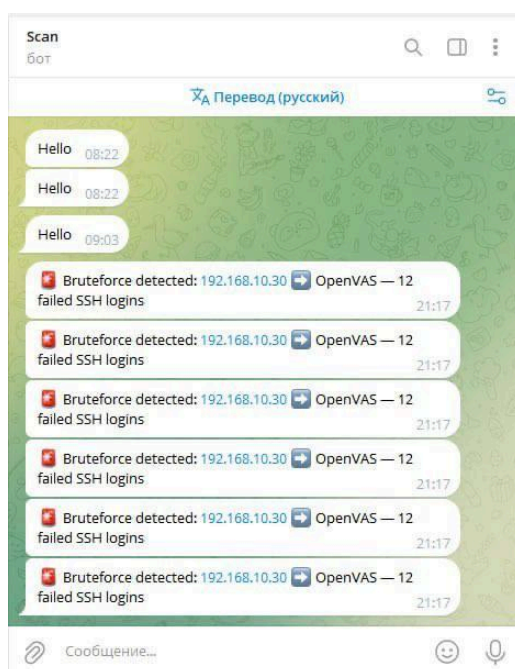 Scan
бот
Перевод (русский)
Hello 08:22
Hello 08:22
Hello 09:03
🚨 Bruteforce detected: 192.168.10.30 ➡️ OpenVAS — 12
failed SSH logins
21:17
🚨 Bruteforce detected: 192.168.10.30 ➡️ OpenVAS — 12
failed SSH logins
21:17
🚨 Bruteforce detected: 192.168.10.30 ➡️ OpenVAS — 12
failed SSH logins
21:17
🚨 Bruteforce detected: 192.168.10.30 ➡️ OpenVAS — 12
failed SSH logins
21:17
🚨 Bruteforce detected: 192.168.10.30 ➡️ OpenVAS — 12
failed SSH logins
21:17
🚨 Bruteforce detected: 192.168.10.30 ➡️ OpenVAS — 12
failed SSH logins
21:17
Сообщение...